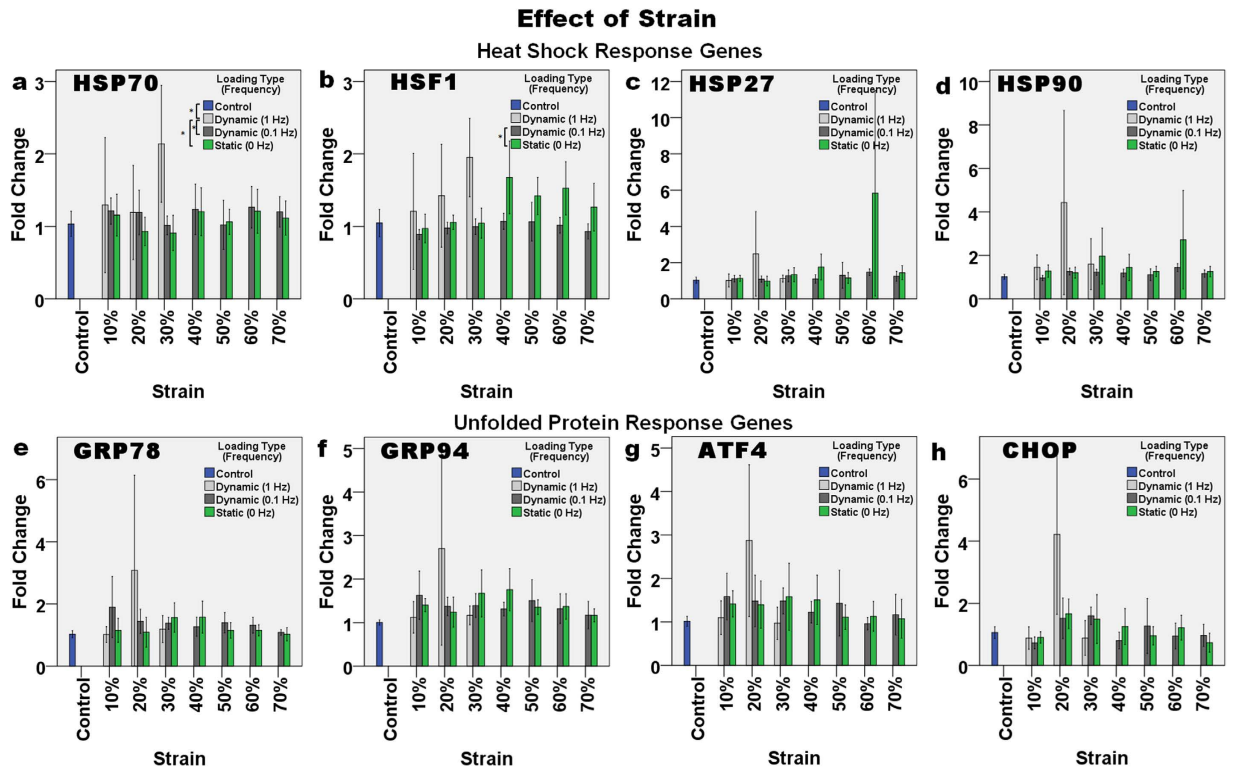 Effect of Strain
Heat Shock Response Genes
a
HSP70
Loading Type
(Frequency)
Control
Dynamic (1 Hz)
Dynamic (0.1 Hz)
Static (0 Hz)
*
*
*
Fold Change
3
2
1
0
Control
10%
20%
30%
40%
50%
60%
70%
Strain
b
HSF1
Loading Type
(Frequency)
Control
Dynamic (1 Hz)
Dynamic (0.1 Hz)
Static (0 Hz)
*
Fold Change
3
2
1
0
Control
10%
20%
30%
40%
50%
60%
70%
Strain
c
HSP27
Loading Type
(Frequency)
Control
Dynamic (1 Hz)
Dynamic (0.1 Hz)
Static (0 Hz)
Fold Change
12
10
8
6
4
2
0
Control
10%
20%
30%
40%
50%
60%
70%
Strain
d
HSP90
Loading Type
(Frequency)
Control
Dynamic (1 Hz)
Dynamic (0.1 Hz)
Static (0 Hz)
Fold Change
10
8
6
4
2
0
Control
10%
20%
30%
40%
50%
60%
70%
Strain
Unfolded Protein Response Genes
e
GRP78
Loading Type
(Frequency)
Control
Dynamic (1 Hz)
Dynamic (0.1 Hz)
Static (0 Hz)
Fold Change
6
4
2
0
Control
10%
20%
30%
40%
50%
60%
70%
Strain
f
GRP94
Loading Type
(Frequency)
Control
Dynamic (1 Hz)
Dynamic (0.1 Hz)
Static (0 Hz)
Fold Change
5
4
3
2
1
0
Control
10%
20%
30%
40%
50%
60%
70%
Strain
g
ATF4
Loading Type
(Frequency)
Control
Dynamic (1 Hz)
Dynamic (0.1 Hz)
Static (0 Hz)
Fold Change
5
4
3
2
1
0
Control
10%
20%
30%
40%
50%
60%
70%
Strain
h
CHOP
Loading Type
(Frequency)
Control
Dynamic (1 Hz)
Dynamic (0.1 Hz)
Static (0 Hz)
Fold Change
6
4
2
0
Control
10%
20%
30%
40%
50%
60%
70%
Strain